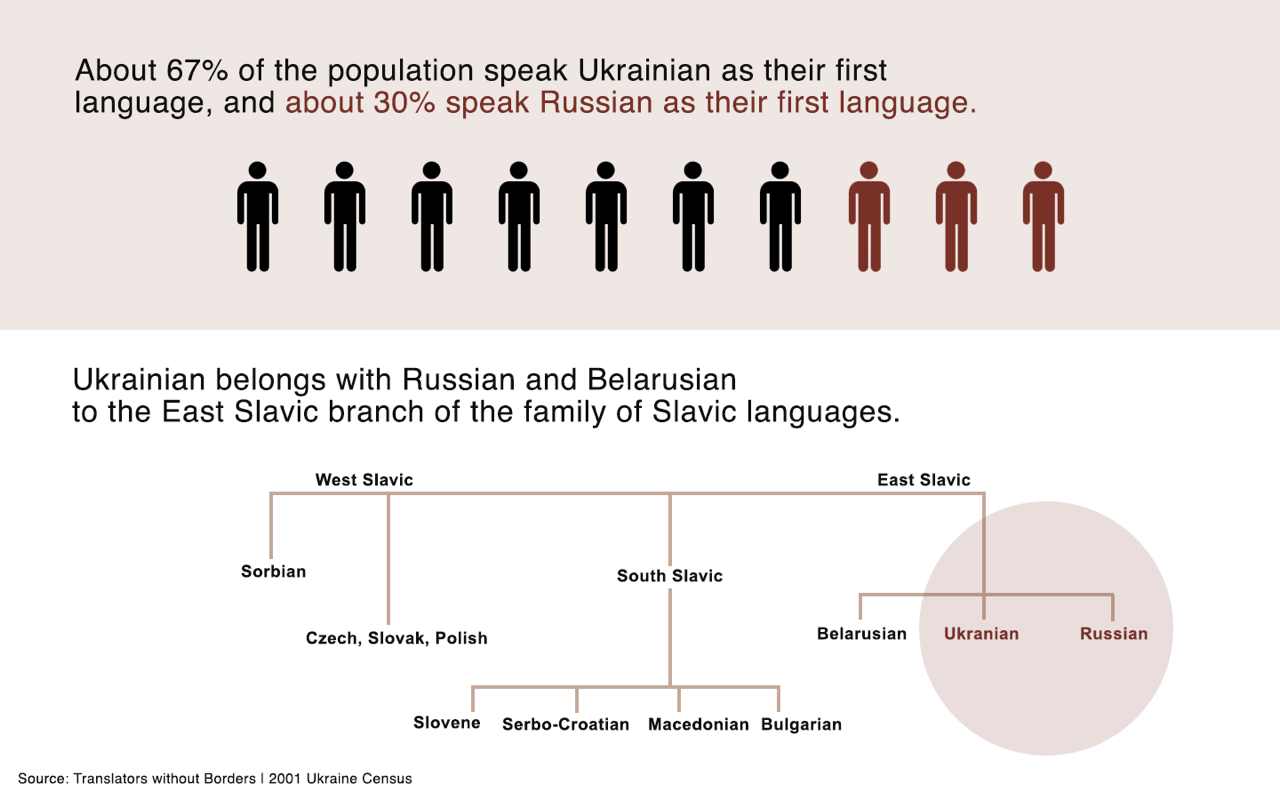 About 67% of the population speak Ukrainian as their first
language, and about 30% speak Russian as their first language.
Ukrainian belongs with Russian and Belarusian
to the East Slavic branch of the family of Slavic languages.
West Slavic
East Slavic
Sorbian
South Slavic
Czech, Slovak, Polish
Belarusian
Ukranian
Russian
Slovene
Serbo-Croatian
Macedonian
Bulgarian
Source: Translators without Borders | 2001 Ukraine Census